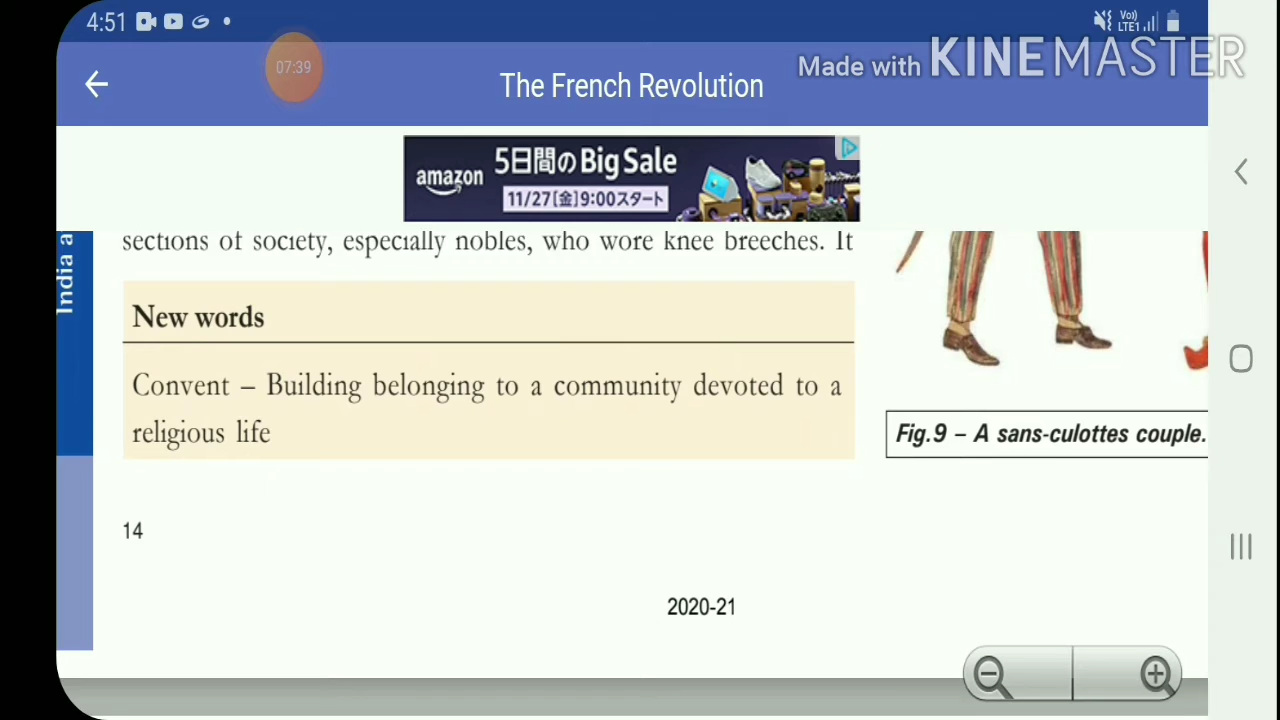 4:51
Vo)
LTE1
07:39
The French Revolution
Made with KINEMASTER
amazon
5日間のBig Sale
11/27[金]9:00スタート
India a
sections of society, especially nobles, who wore knee breeches. It
New words
Convent – Building belonging to a community devoted to a
religious life
Fig.9 – A sans-culottes couple.
14
2020-21